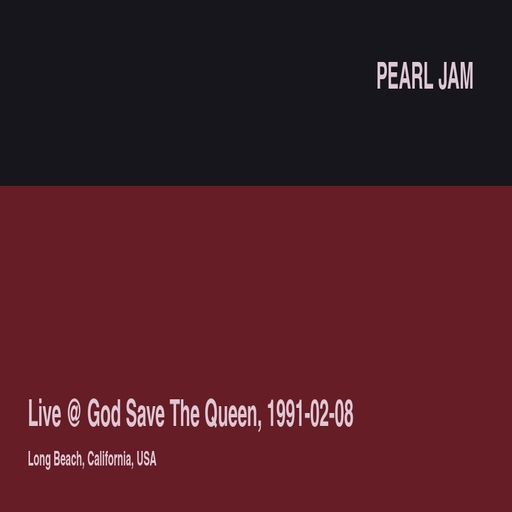 PEARL JAM
Live @ God Save The Queen, 1991-02-08
Long Beach, California, USA